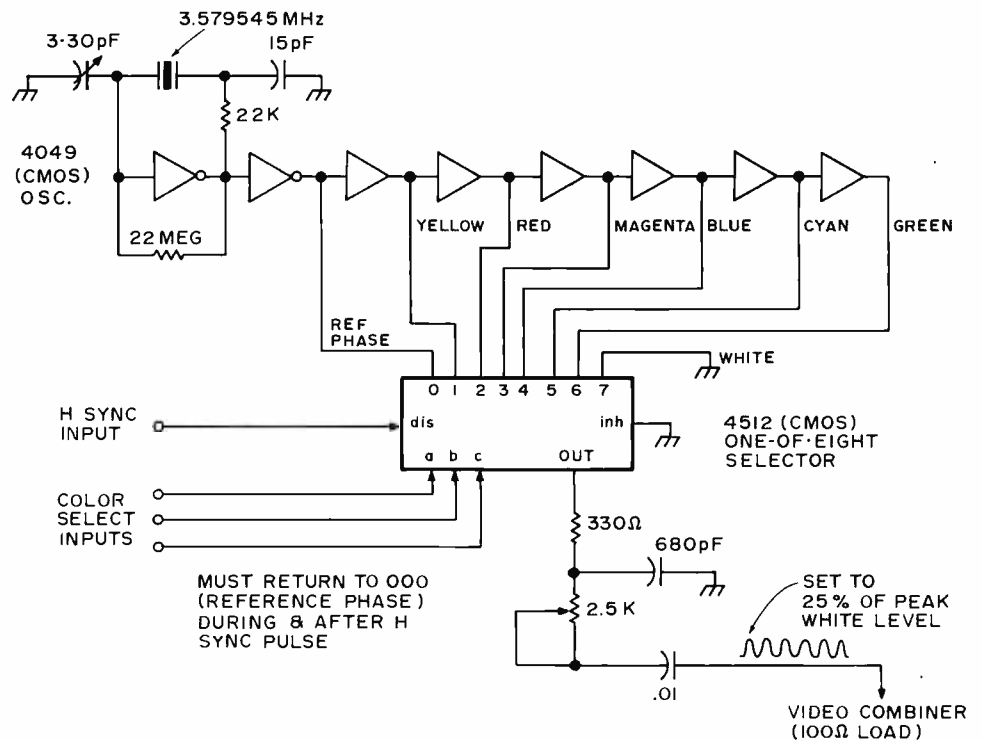 3.579545 MHz
3-30pF
15pF
22K
4049
(CMOS)
OSC.
22 MEG
YELLOW
RED
MAGENTA
BLUE
CYAN
GREEN
REF
PHASE
WHITE
0 1 2 3 4 5 6 7
H SYNC
INPUT
dis
inh
4512 (CMOS)
ONE-OF-EIGHT
SELECTOR
a b c
OUT
COLOR
SELECT
INPUTS
330Ω
680pF
MUST RETURN TO 000
(REFERENCE PHASE)
DURING & AFTER H
SYNC PULSE
2.5K
SET TO
25% OF PEAK
WHITE LEVEL
.01
VIDEO COMBINER
(100Ω LOAD)